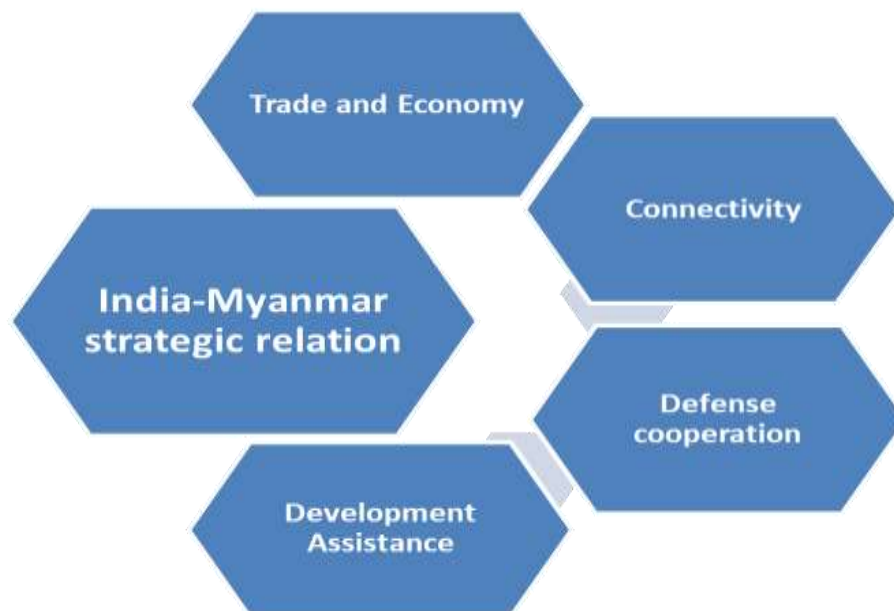 Trade and Economy
Connectivity
India-Myanmar
strategic relation
Defense
cooperation
Development
Assistance